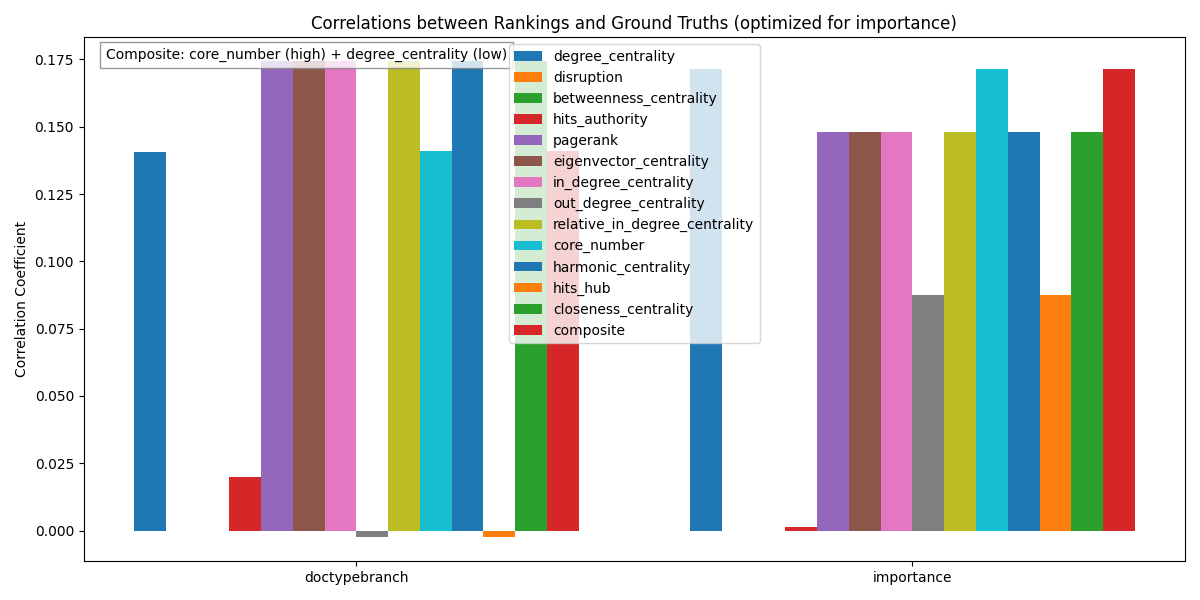 Correlations between Rankings and Ground Truths (optimized for importance)
Composite: core_number (high) + degree_centrality (low)
degree_centrality
disruption
betweenness_centrality
hits_authority
pagerank
eigenvector_centrality
in_degree_centrality
out_degree_centrality
relative_in_degree_centrality
core_number
harmonic_centrality
hits_hub
closeness_centrality
composite
Correlation Coefficient
0.175
0.150
0.125
0.100
0.075
0.050
0.025
0.000
doctypebranch
importance